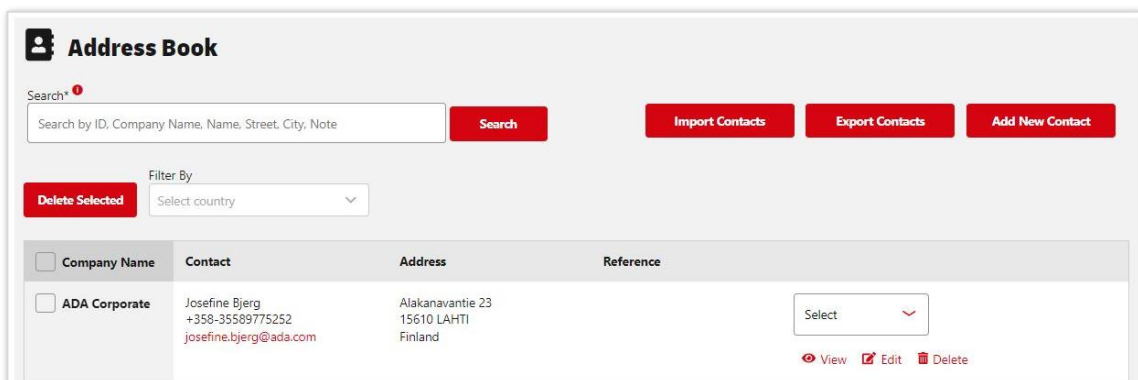 Address Book
Search*
Search by ID, Company Name, Name, Street, City, Note
Search
Import Contacts
Export Contacts
Add New Contact
Filter By
Delete Selected
Select country
Company Name
Contact
Address
Reference
ADA Corporate
Josefine Bjerg
+358-35589775252
josefine.bjerg@ada.com
Alakanavantie 23
15610 LAHTI
Finland
Select
View
Edit
Delete